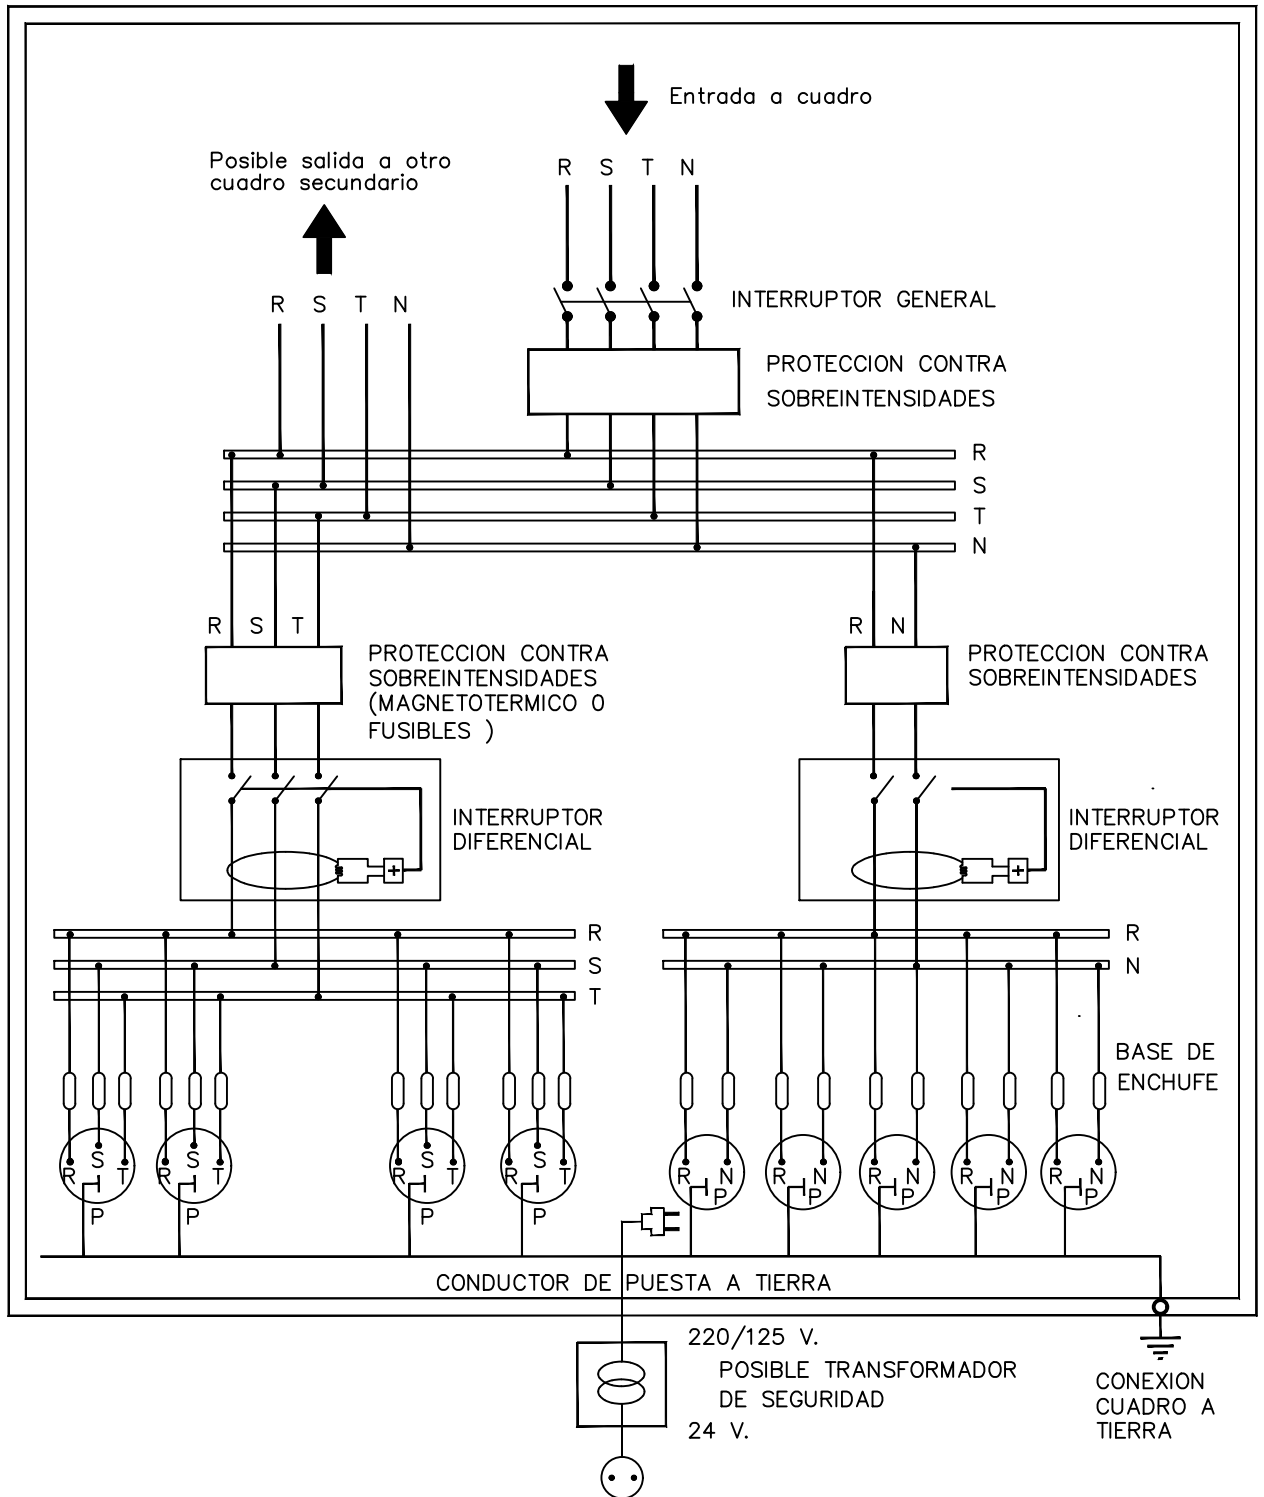 Entrada a cuadro
Posible salida a otro
cuadro secundario
R S T N
R S T N
INTERRUPTOR GENERAL
PROTECCION CONTRA
SOBREINTENSIDADES
R
S
T
N
R S T
R N
PROTECCION CONTRA
SOBREINTENSIDADES
(MAGNETOTERMICO O
FUSIBLES )
PROTECCION CONTRA
SOBREINTENSIDADES
INTERRUPTOR
DIFERENCIAL
INTERRUPTOR
DIFERENCIAL
R
S
T
R
N
BASE DE
ENCHUFE
R S T
P
R S T
P
R S T
P
R S T
P
R N
P
R N
P
R N
P
R N
P
R N
P
CONDUCTOR DE PUESTA A TIERRA
220/125 V.
POSIBLE TRANSFORMADOR
DE SEGURIDAD
24 V.
CONEXION
CUADRO A
TIERRA